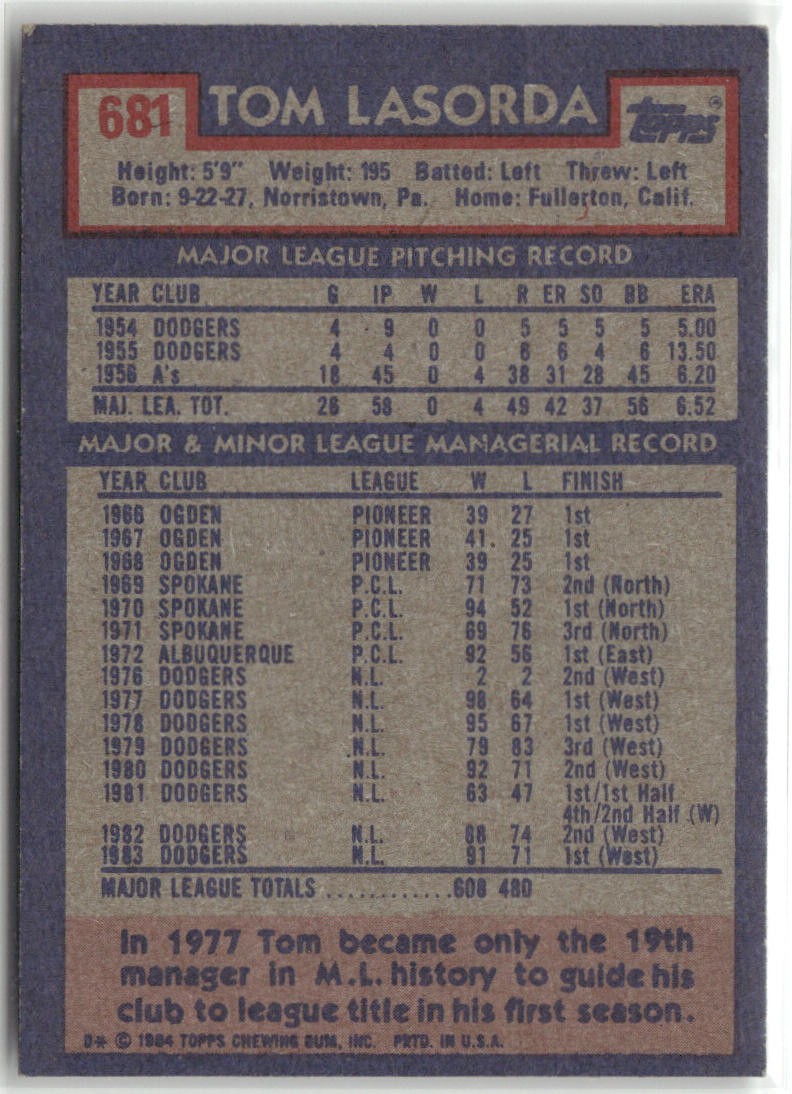 681 TOM LASORDA Topps®
Height: 5'9" Weight: 195 Batted: Left Threw: Left
Born: 9-22-27, Norristown, Pa. Home: Fullerton, Calif.
MAJOR LEAGUE PITCHING RECORD
YEAR CLUB G IP W L R ER SO BB ERA
1954 DODGERS 4 9 0 0 5 5 5 5 5.00
1955 DODGERS 4 4 0 0 6 6 4 6 13.50
1956 A's 18 45 0 4 38 31 28 45 6.20
MAJ. LEA. TOT. 26 58 0 4 49 42 37 56 6.52
MAJOR & MINOR LEAGUE MANAGERIAL RECORD
YEAR CLUB LEAGUE W L FINISH
1966 OGDEN PIONEER 39 27 1st
1967 OGDEN PIONEER 41 25 1st
1968 OGDEN PIONEER 39 25 1st
1969 SPOKANE P.C.L. 71 73 2nd (North)
1970 SPOKANE P.C.L. 94 52 1st (North)
1971 SPOKANE P.C.L. 69 76 3rd (North)
1972 ALBUQUERQUE P.C.L. 92 56 1st (East)
1976 DODGERS N.L. 2 2 2nd (West)
1977 DODGERS N.L. 98 64 1st (West)
1978 DODGERS N.L. 95 67 1st (West)
1979 DODGERS N.L. 79 83 3rd (West)
1980 DODGERS N.L. 92 71 2nd (West)
1981 DODGERS N.L. 63 47 1st/1st Half
4th/2nd Half (W)
1982 DODGERS N.L. 88 74 2nd (West)
1983 DODGERS N.L. 91 71 1st (West)
MAJOR LEAGUE TOTALS ............608 480
In 1977 Tom became only the 19th
manager in M.L. history to guide his
club to league title in his first season.
D* © 1984 TOPPS CHEWING GUM, INC. PRTD. IN U.S.A.